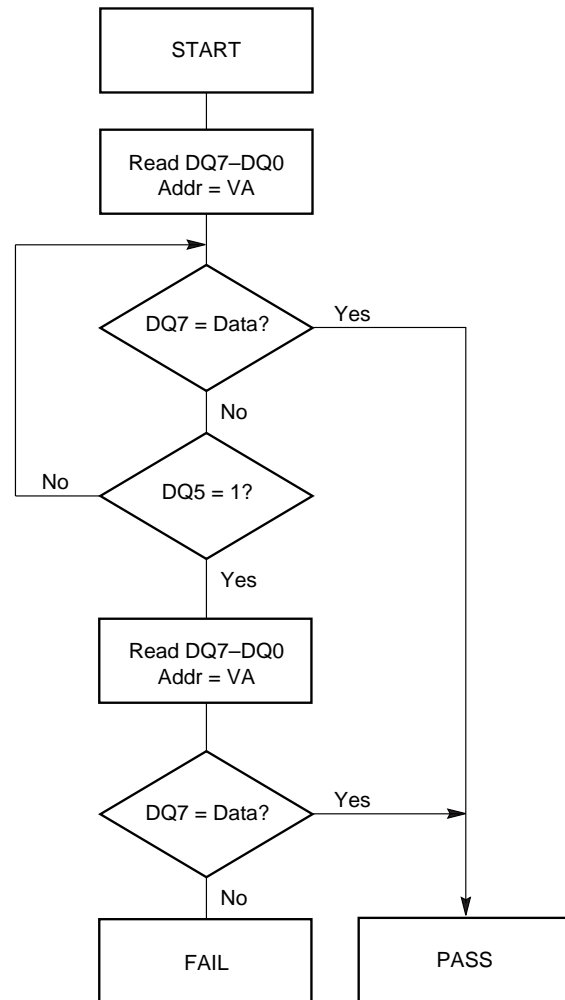 START
Read DQ7–DQ0
Addr = VA
DQ7 = Data?
Yes
No
No
DQ5 = 1?
Yes
Read DQ7–DQ0
Addr = VA
DQ7 = Data?
Yes
No
FAIL
PASS